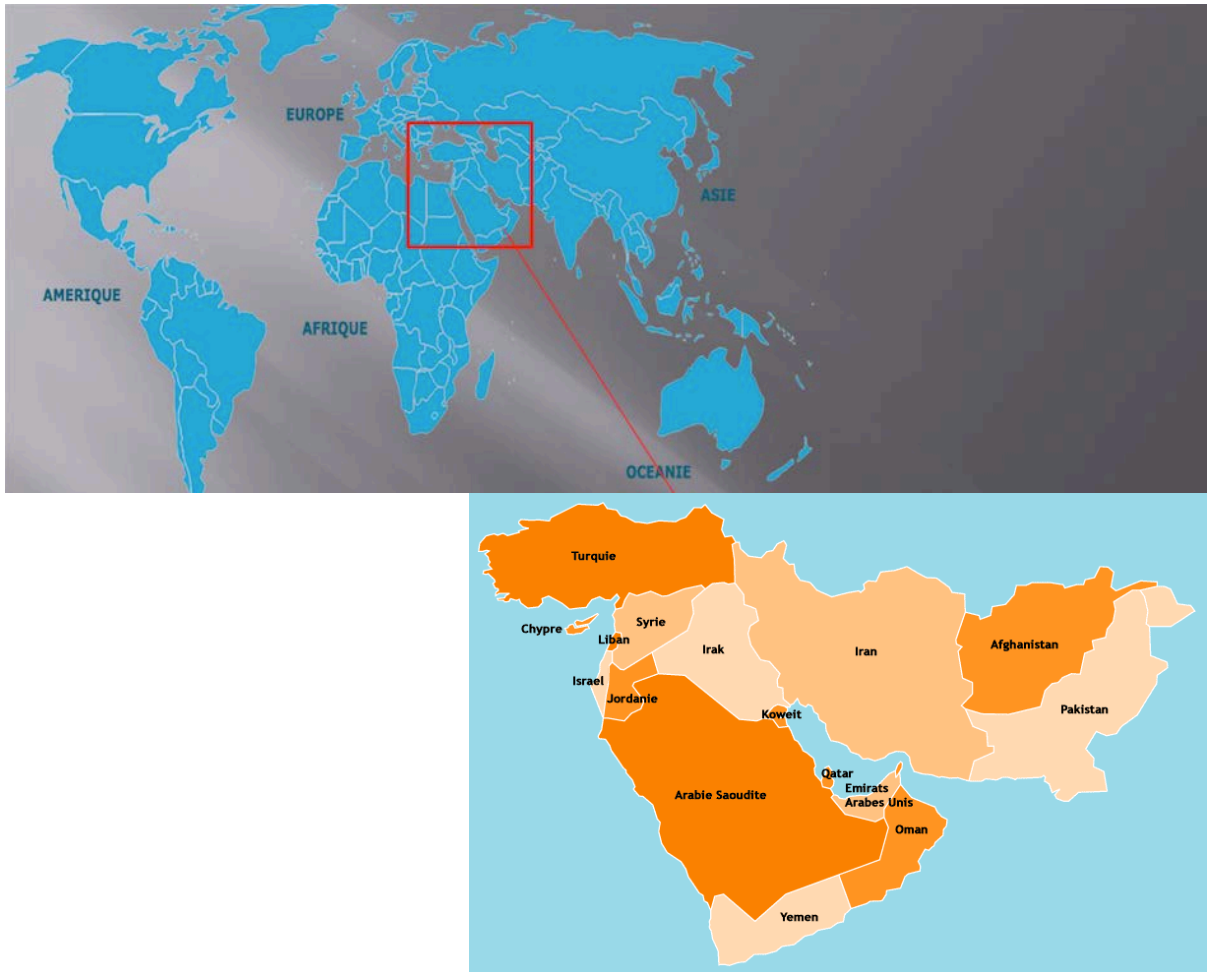 EUROPE
ASIE
AMERIQUE
AFRIQUE
OCEANIE
Turquie
Chypre
Syrie
Liban
Irak
Iran
Afghanistan
Israel
Jordanie
Koweit
Pakistan
Qatar
Emirats
Arabes Unis
Arabie Saoudite
Oman
Yemen